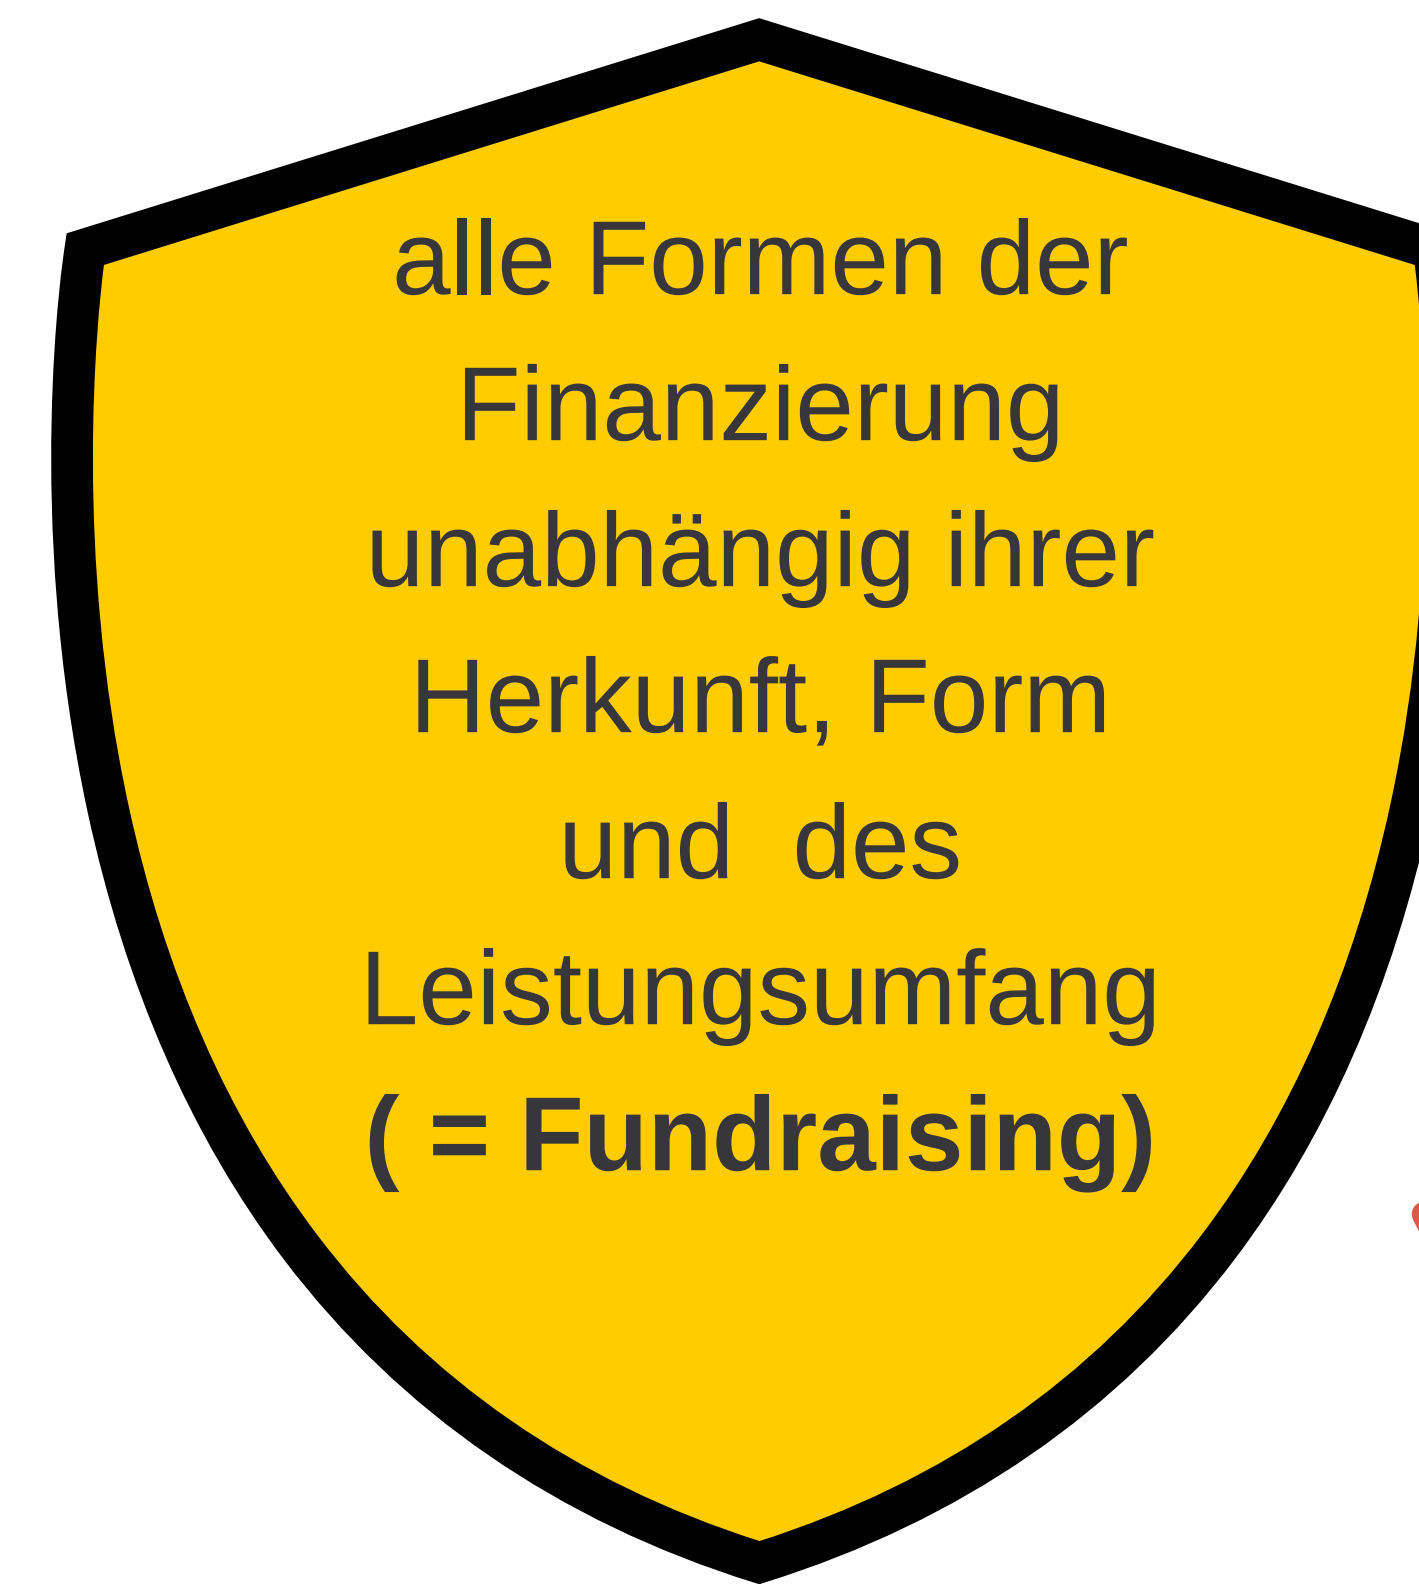 alle Formen der
Finanzierung
unabhängig ihrer
Herkunft, Form
und  des
Leistungsumfang
( = Fundraising)